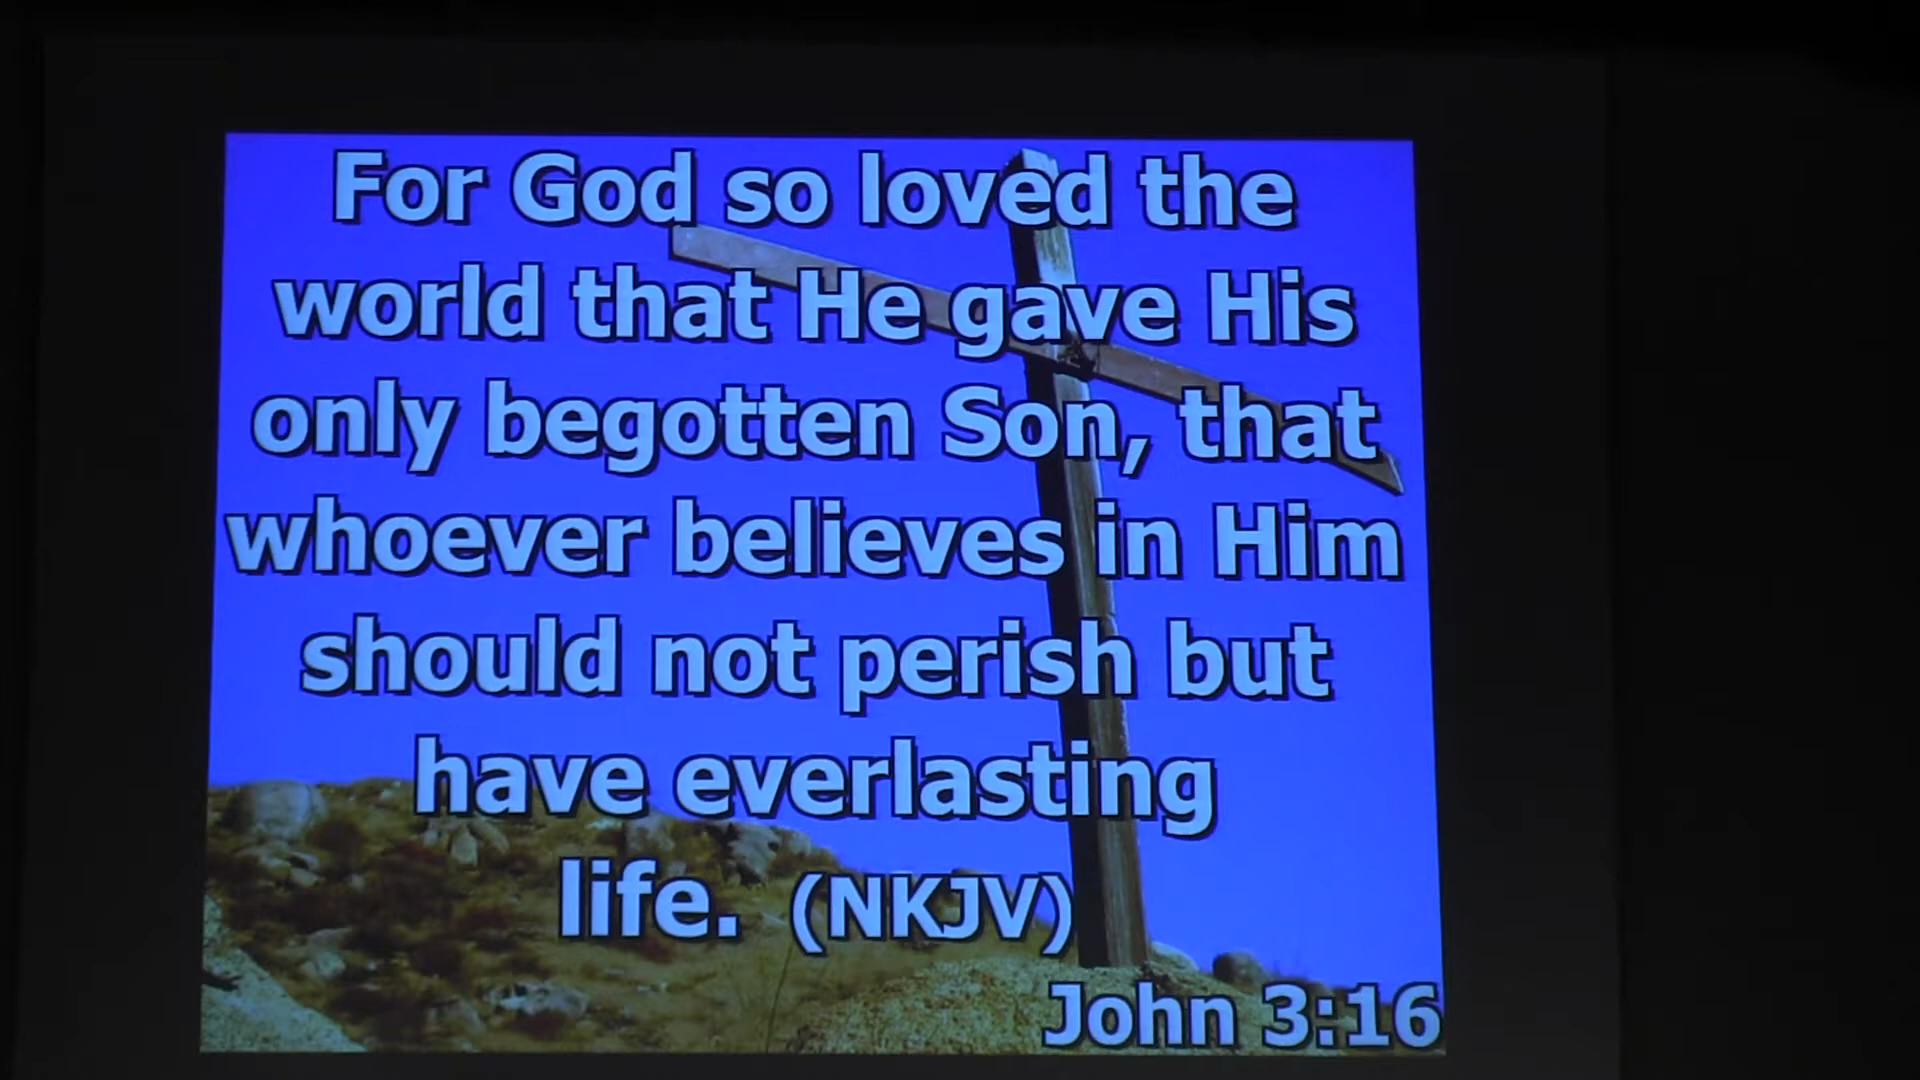 For God so loved the
world that He gave His
only begotten Son, that
whoever believes in Him
should not perish but
have everlasting
life. (NKJV)
John 3:16